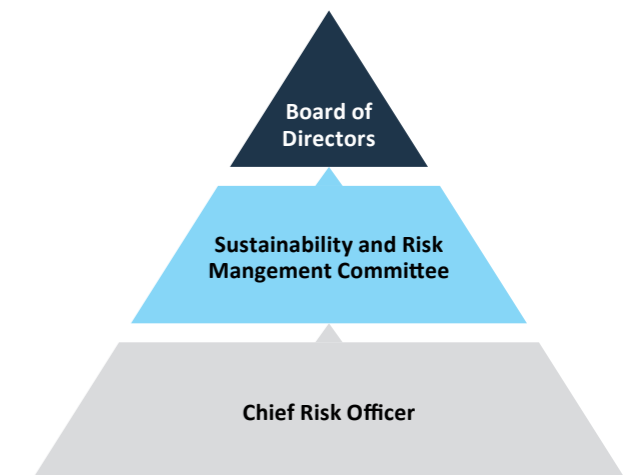 Board of
Directors
Sustainability and Risk
Mangement Committee
Chief Risk Officer